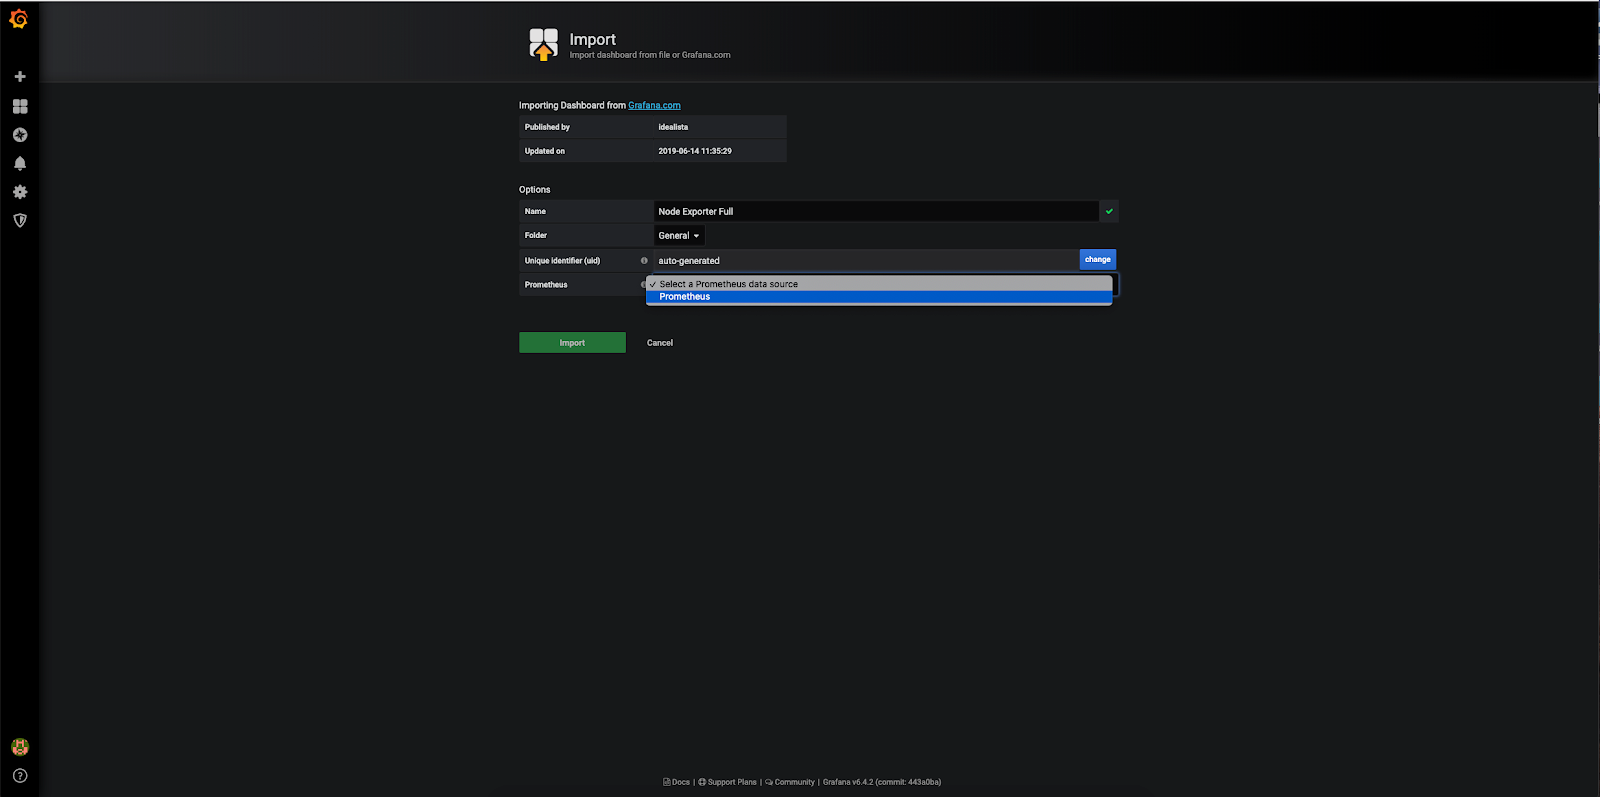 Import
Import dashboard from file or Grafana.com
Importing Dashboard from Grafana.com
Published by idealista
Updated on 2019-06-14 11:35:29
Options
Name Node Exporter Full
Folder General
Unique identifier (uid) auto-generated change
Prometheus Select a Prometheus data source
Prometheus
Import Cancel
Docs | Support Plans | Community | Grafana v6.4.2 (commit: 443a0ba)